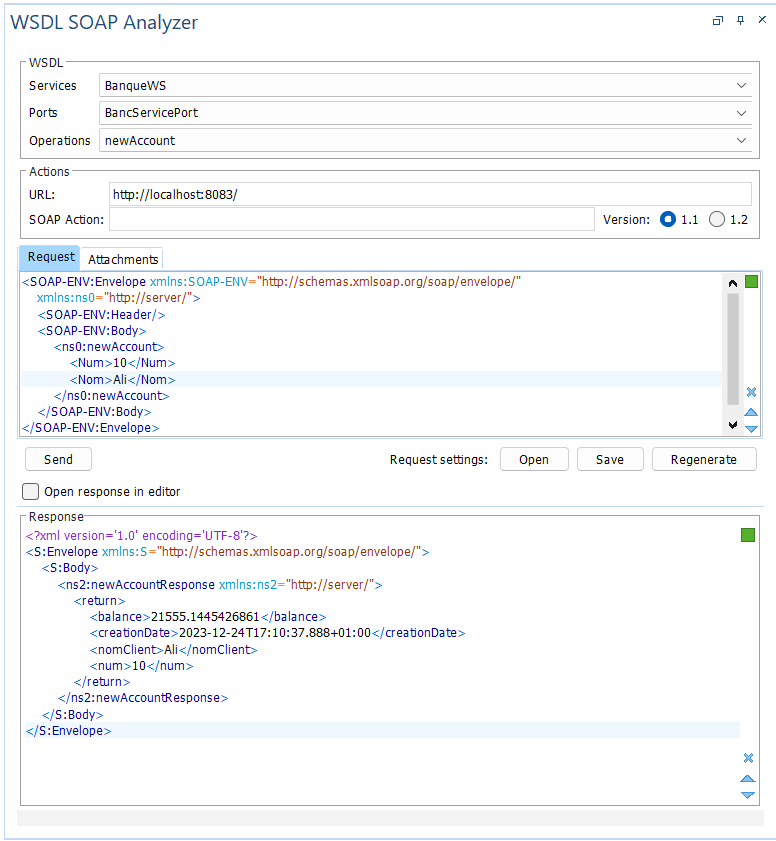 WSDL SOAP Analyzer
WSDL
Services BanqueWS
Ports BancServicePort
Operations newAccount
Actions
URL: http://localhost:8083/
SOAP Action: Version: 1.1 1.2
Request Attachments
<SOAP-ENV:Envelope xmlns:SOAP-ENV="http://schemas.xmlsoap.org/soap/envelope/"
xmlns:ns0="http://server/">
<SOAP-ENV:Header/>
<SOAP-ENV:Body>
<ns0:newAccount>
<Num>10</Num>
<Nom>Ali</Nom>
</ns0:newAccount>
</SOAP-ENV:Body>
</SOAP-ENV:Envelope>
Send Request settings: Open Save Regenerate
Open response in editor
Response
<?xml version='1.0' encoding='UTF-8'?>
<S:Envelope xmlns:S="http://schemas.xmlsoap.org/soap/envelope/">
<S:Body>
<ns2:newAccountResponse xmlns:ns2="http://server/">
<return>
<balance>21555.1445426861</balance>
<creationDate>2023-12-24T17:10:37.888+01:00</creationDate>
<nomClient>Ali</nomClient>
<num>10</num>
</return>
</ns2:newAccountResponse>
</S:Body>
</S:Envelope>